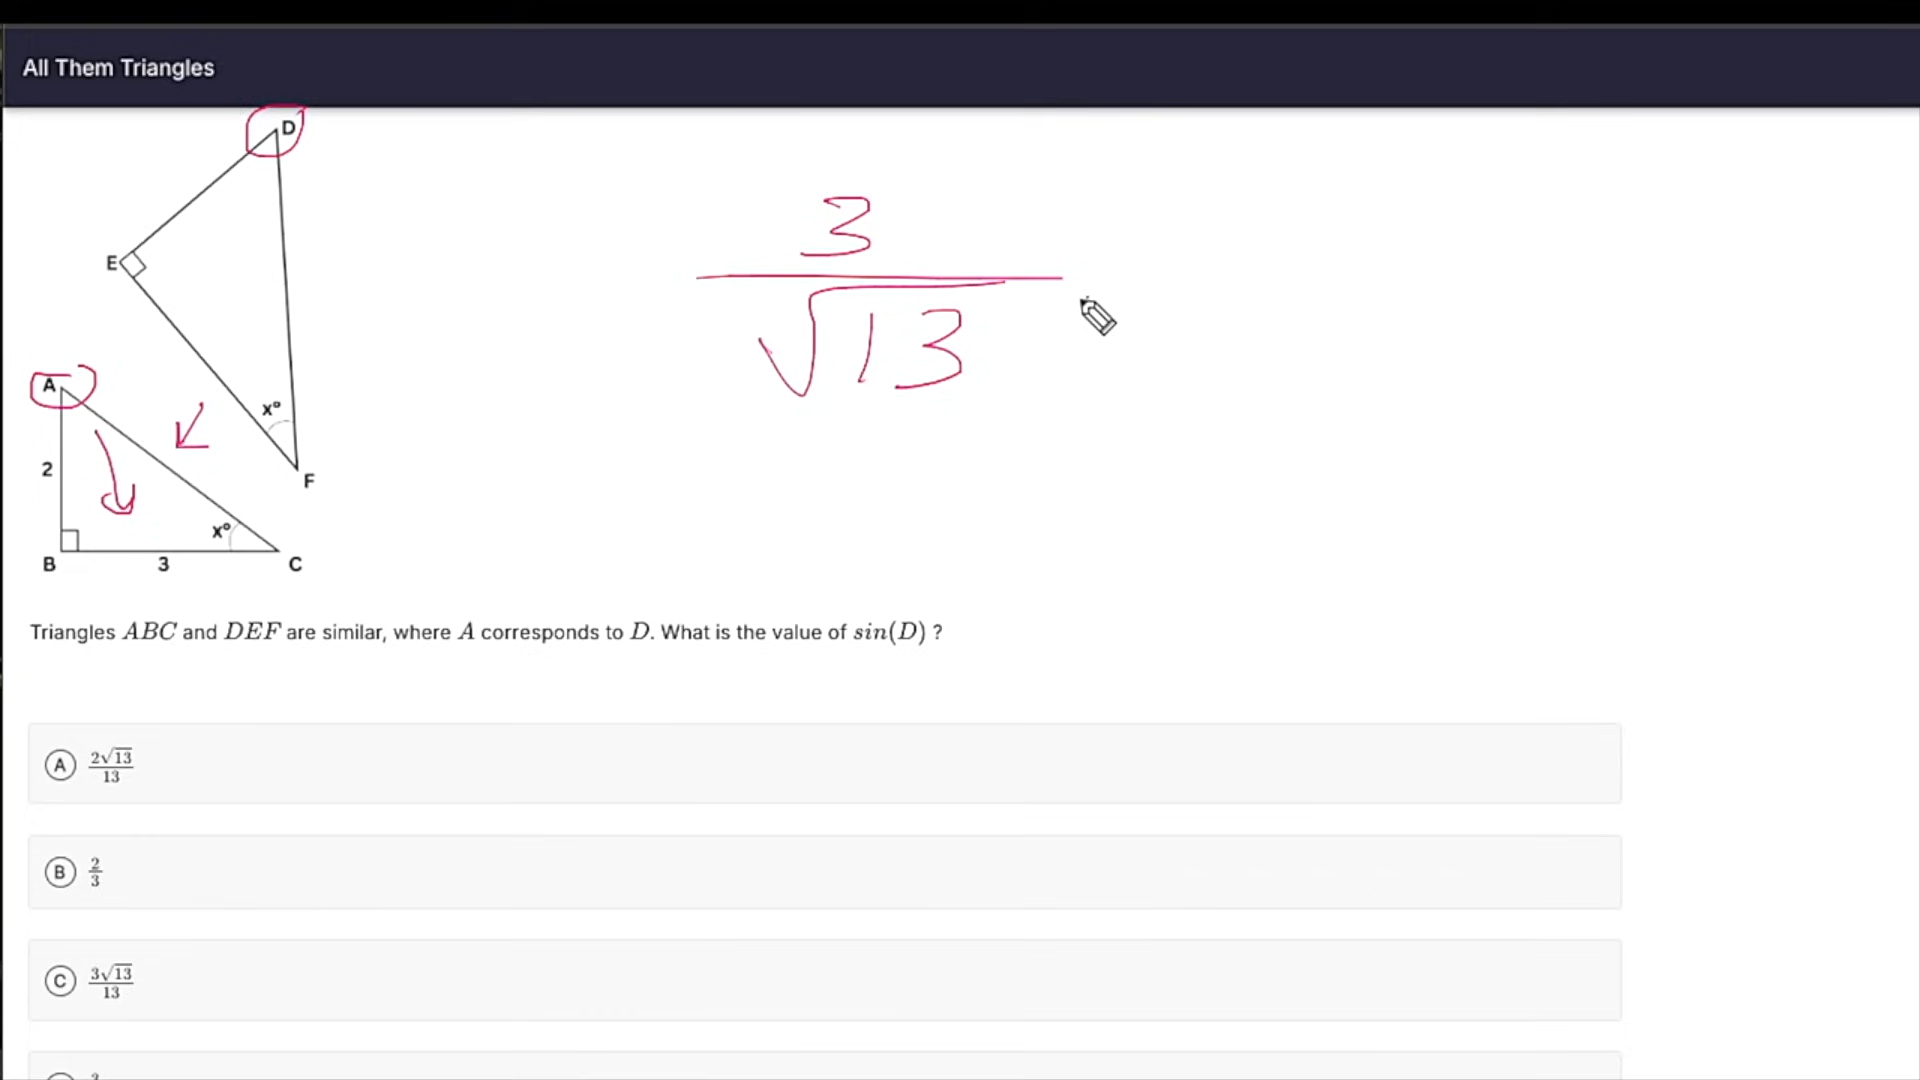 All Them Triangles
D
3
√13
E
A
x°
2
F
x°
B
3
C
Triangles ABC and DEF are similar, where A corresponds to D. What is the value of sin(D) ?
A 2√13/13
B 2/3
C 3√13/13